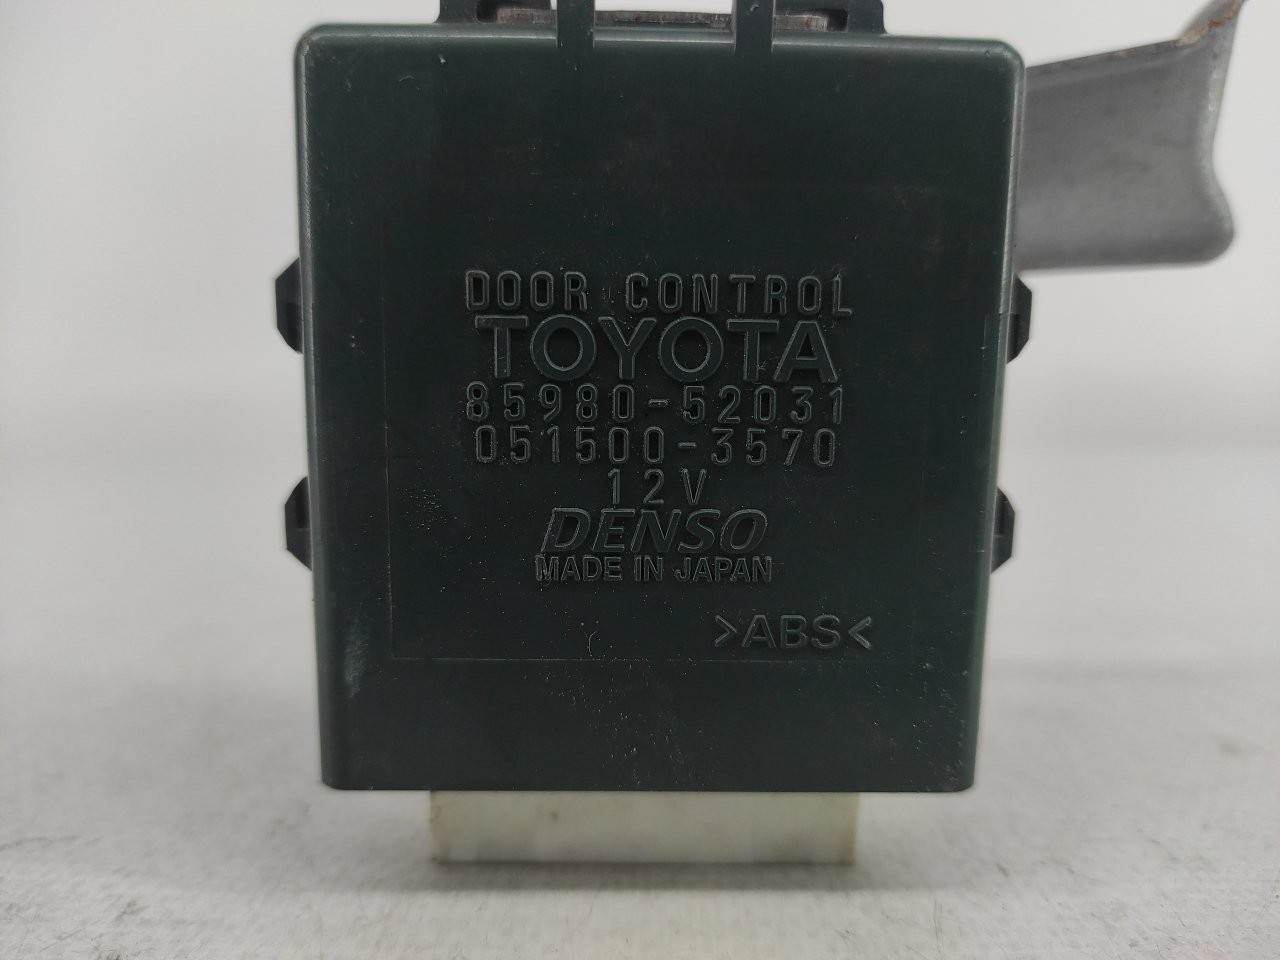 DOOR CONTROL
TOYOTA
85980-52031
051500-3570
12V
DENSO
MADE IN JAPAN
>ABS<